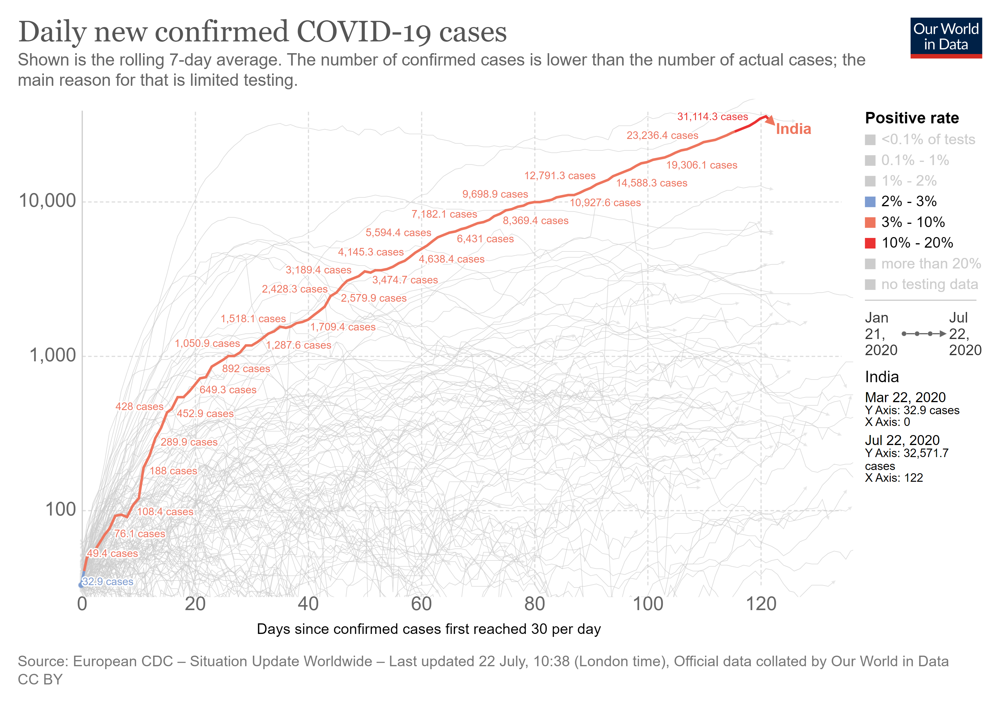 Daily new confirmed COVID-19 cases
Our World
in Data
Shown is the rolling 7-day average. The number of confirmed cases is lower than the number of actual cases; the
main reason for that is limited testing.
31,114.3 cases
India
23,236.4 cases
19,306.1 cases
12,791.3 cases
14,588.3 cases
9,698.9 cases
10,927.6 cases
7,182.1 cases
8,369.4 cases
5,594.4 cases
6,431 cases
4,145.3 cases
4,638.4 cases
3,189.4 cases
3,474.7 cases
2,428.3 cases
2,579.9 cases
1,518.1 cases
1,709.4 cases
1,050.9 cases
1,287.6 cases
892 cases
649.3 cases
428 cases
452.9 cases
289.9 cases
188 cases
108.4 cases
76.1 cases
49.4 cases
32.9 cases
10,000
1,000
100
0 20 40 60 80 100 120
Days since confirmed cases first reached 30 per day
Positive rate
<0.1% of tests
0.1% - 1%
1% - 2%
2% - 3%
3% - 10%
10% - 20%
more than 20%
no testing data
Jan
21,
2020
Jul
22,
2020
India
Mar 22, 2020
Y Axis: 32.9 cases
X Axis: 0
Jul 22, 2020
Y Axis: 32,571.7
cases
X Axis: 122
Source: European CDC – Situation Update Worldwide – Last updated 22 July, 10:38 (London time), Official data collated by Our World in Data
CC BY